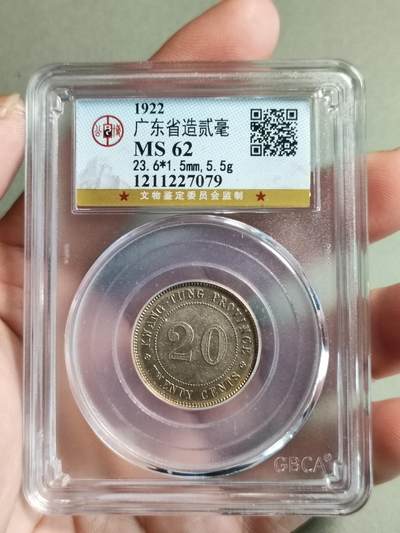 1922
广东省造贰毫
MS 62
23.6*1.5mm,5.5g
1211227079
★ 文物鉴定委员会监制 ★
KWANG-TUNG PROVINCE
20
TWENTY CENTS
GBCA®